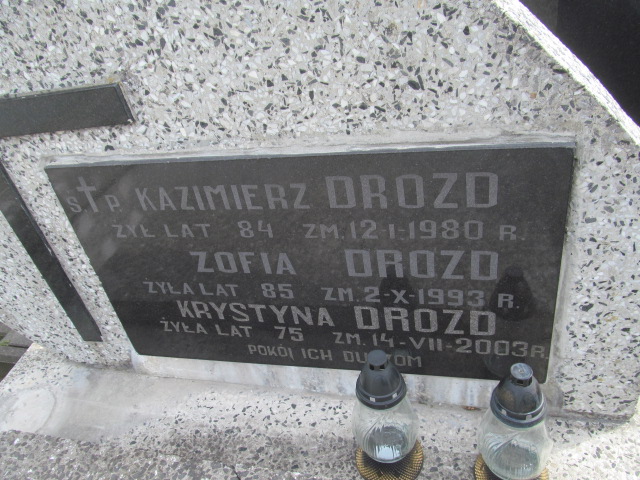 S†P KAZIMIERZ DROZD
ŻYŁ LAT 84 ZM. 12-I-1980 R.
ZOFIA DROZD
ŻYŁA LAT 85 ZM. 2-X-1993 R.
KRYSTYNA DROZD
ŻYŁA LAT 75 ZM. 14-VII-2003 R.
POKÓJ ICH DUSZOM